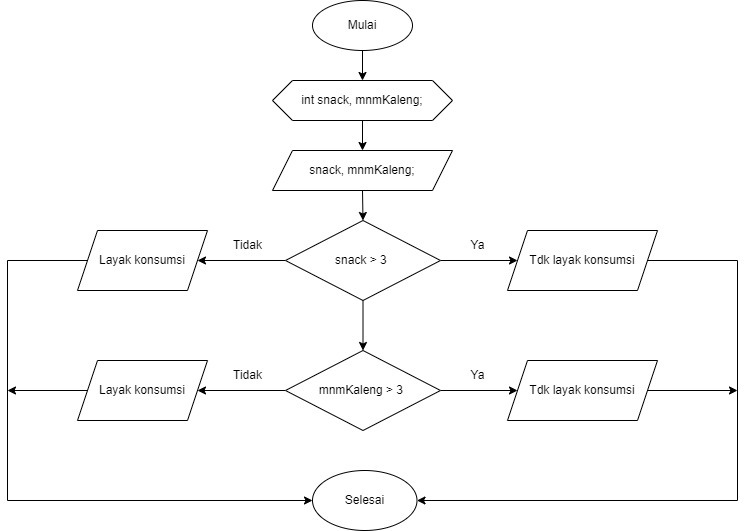 Mulai
int snack, mnmKaleng;
snack, mnmKaleng;
Tidak
Ya
Layak konsumsi
snack > 3
Tdk layak konsumsi
Tidak
Ya
Layak konsumsi
mnmKaleng > 3
Tdk layak konsumsi
Selesai